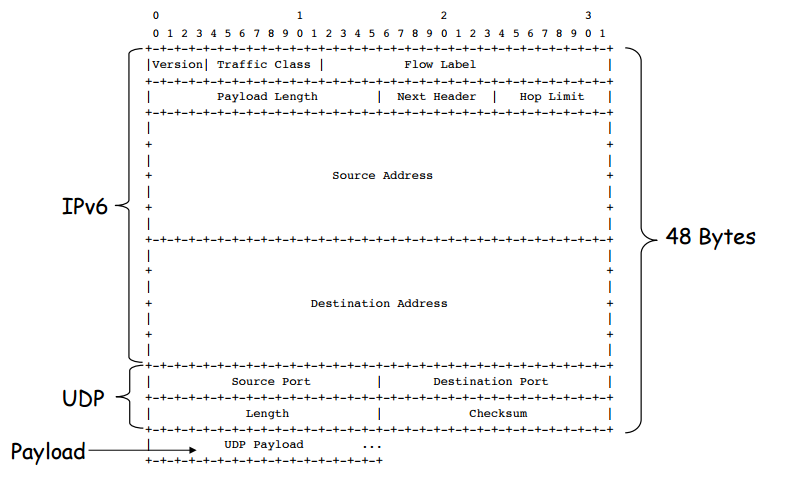 0 1 2 3
0 1 2 3 4 5 6 7 8 9 0 1 2 3 4 5 6 7 8 9 0 1 2 3 4 5 6 7 8 9 0 1
+-+-+-+-+-+-+-+-+-+-+-+-+-+-+-+-+-+-+-+-+-+-+-+-+-+-+-+-+-+-+-+-+
|Version| Traffic Class | Flow Label |
+-+-+-+-+-+-+-+-+-+-+-+-+-+-+-+-+-+-+-+-+-+-+-+-+-+-+-+-+-+-+-+-+
| Payload Length | Next Header | Hop Limit |
+-+-+-+-+-+-+-+-+-+-+-+-+-+-+-+-+-+-+-+-+-+-+-+-+-+-+-+-+-+-+-+-+
| |
+ +
| |
+ Source Address +
| |
IPv6 + +
| |
+-+-+-+-+-+-+-+-+-+-+-+-+-+-+-+-+-+-+-+-+-+-+-+-+-+-+-+-+-+-+-+-+ 48 Bytes
| |
+ +
| |
+ Destination Address +
| |
+ +
| |
+-+-+-+-+-+-+-+-+-+-+-+-+-+-+-+-+-+-+-+-+-+-+-+-+-+-+-+-+-+-+-+-+
| Source Port | Destination Port |
UDP +-+-+-+-+-+-+-+-+-+-+-+-+-+-+-+-+-+-+-+-+-+-+-+-+-+-+-+-+-+-+-+-+
| Length | Checksum |
+-+-+-+-+-+-+-+-+-+-+-+-+-+-+-+-+-+-+-+-+-+-+-+-+-+-+-+-+-+-+-+-+
Payload | UDP Payload ...
+-+-+-+-+-+-+-+-+-+-+-+-+-+-+-+-+